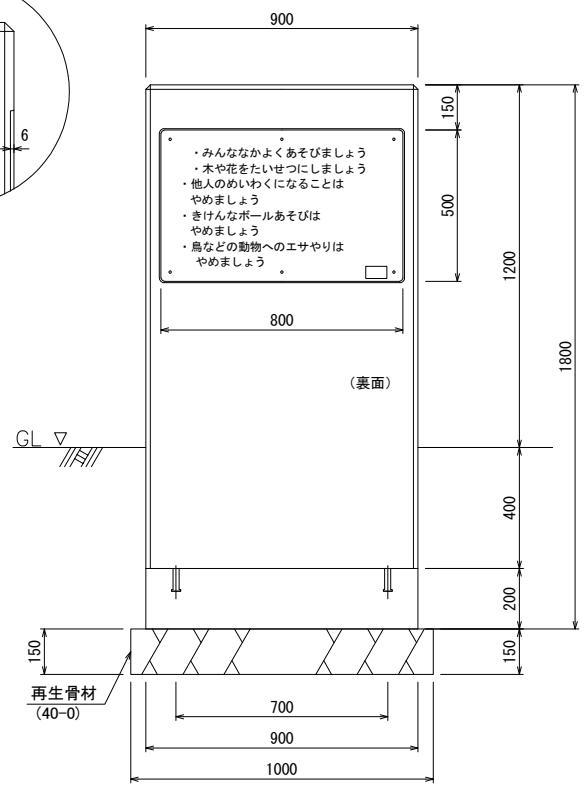 900
6
150
・みんななかよくあそびましょう
・木や花をたいせつにしましょう
・他人のめいわくになることは
やめましょう
・きけんなボールあそびは
やめましょう
・鳥などの動物へのエサやりは
やめましょう
500
1200
800
1800
(裏面)
GL
400
200
150
150
再生骨材
(40-0)
700
900
1000